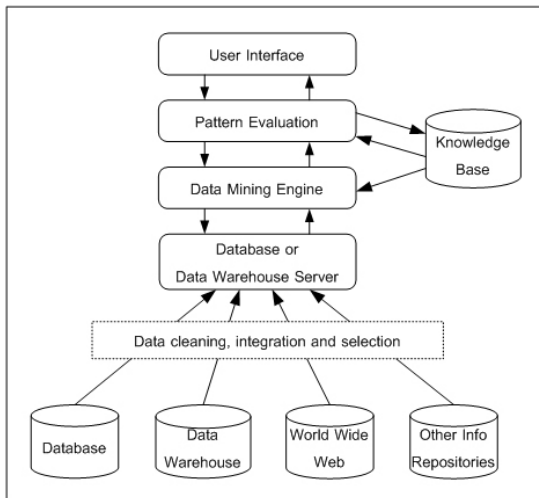 User Interface
Pattern Evaluation
Knowledge
Base
Data Mining Engine
Database or
Data Warehouse Server
Data cleaning, integration and selection
Database
Data
Warehouse
World Wide
Web
Other Info
Repositories